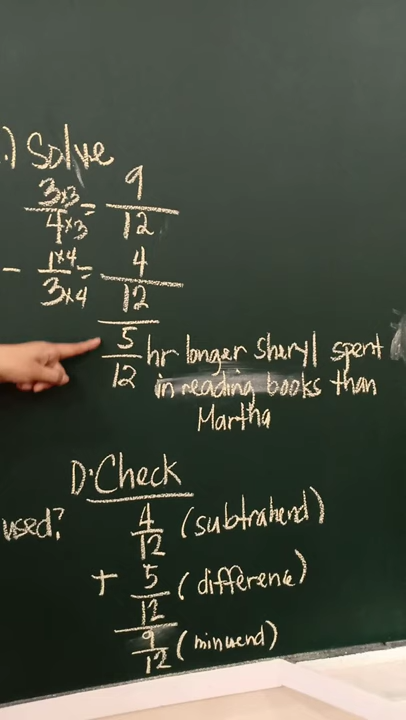 .) Solve
3x3/4x3 = 9/12
- 1x4/3x4 = 4/12
5/12 hr longer Sheryl spent
in reading books than
Martha
D. Check
used?
4/12 (subtrahend)
+ 5/12 (difference)
9/12 (minuend)